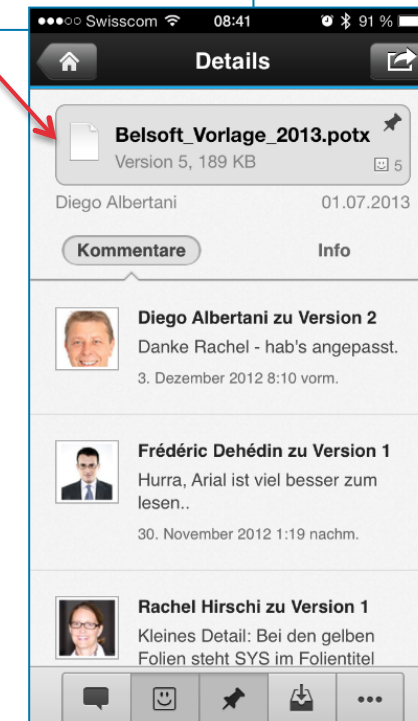 Swisscom 08:41 91 %
Details
Belsoft_Vorlage_2013.potx
Version 5, 189 KB 5
Diego Albertani 01.07.2013
Kommentare Info
Diego Albertani zu Version 2
Danke Rachel - hab's angepasst.
3. Dezember 2012 8:10 vorm.
Frédéric Dehédin zu Version 1
Hurra, Arial ist viel besser zum
lesen..
30. November 2012 1:19 nachm.
Rachel Hirschi zu Version 1
Kleines Detail: Bei den gelben
Folien steht SYS im Folientitel